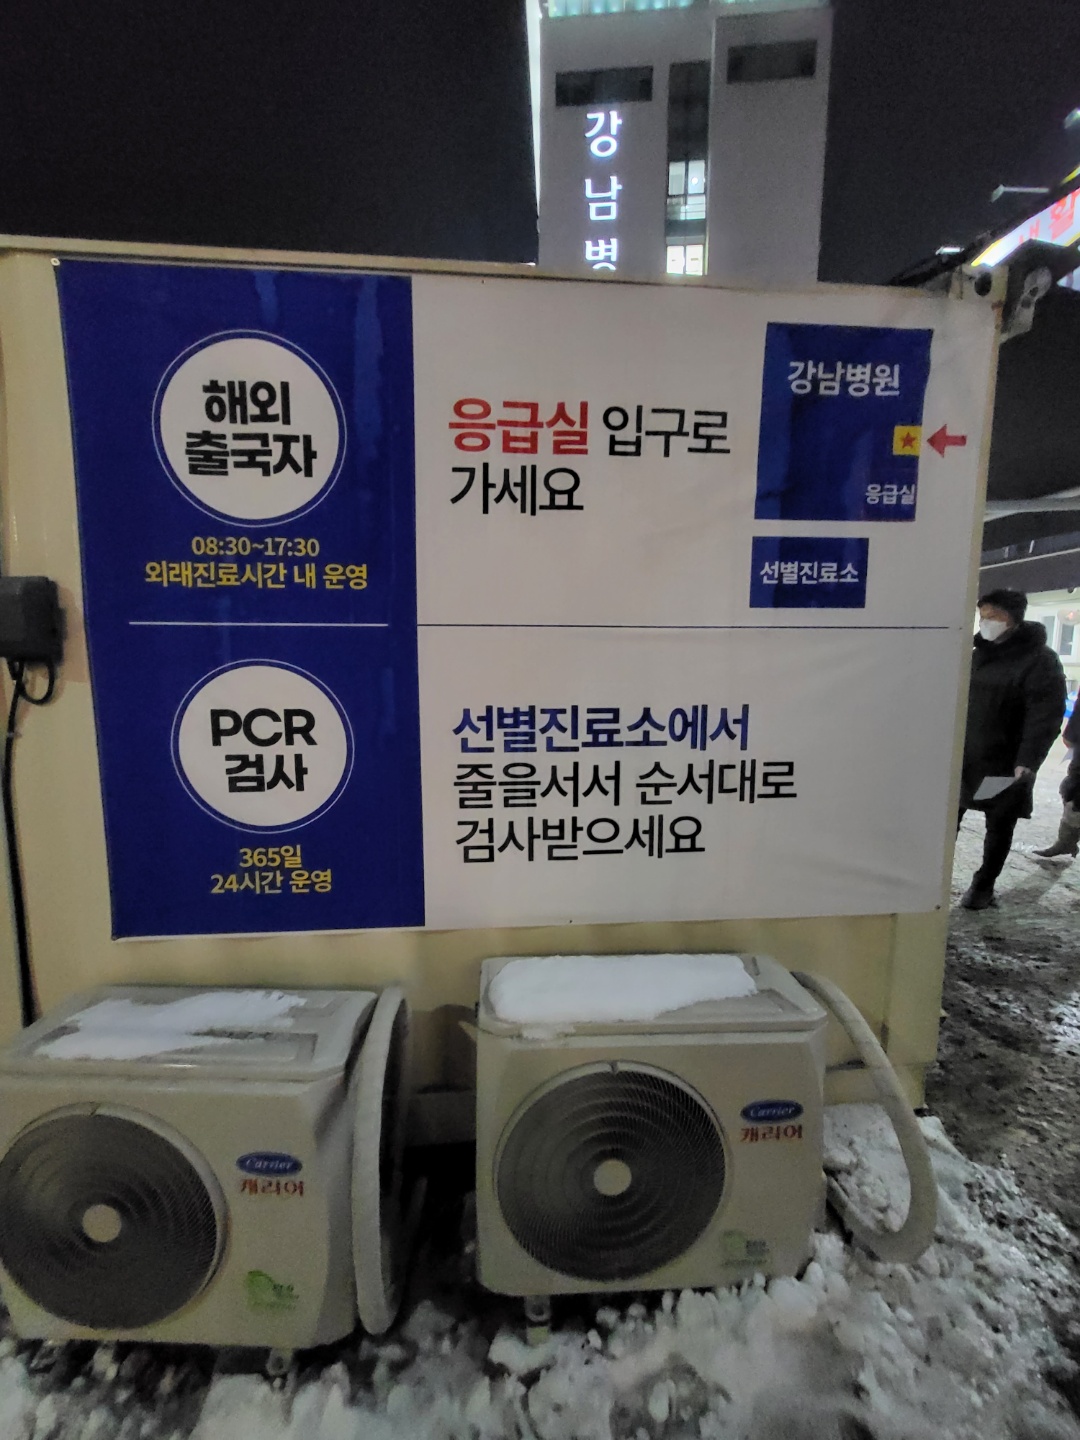 강
남
병
해외
출국자
08:30~17:30
외래진료시간 내 운영
응급실 입구로
가세요
강남병원
응급실
선별진료소
PCR
검사
365일
24시간 운영
선별진료소에서
줄을서서 순서대로
검사받으세요
Carrier
캐리어
Carrier
캐리어